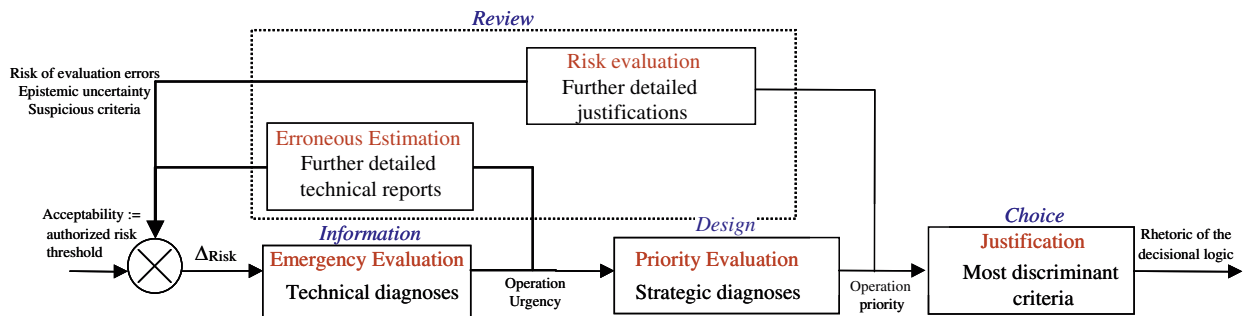 Review
Risk evaluation
Further detailed
justifications
Risk of evaluation errors
Epistemic uncertainty
Suspicious criteria
Erroneous Estimation
Further detailed
technical reports
Acceptability :=
authorized risk
threshold
ΔRisk
Information
Emergency Evaluation
Technical diagnoses
Operation
Urgency
Design
Priority Evaluation
Strategic diagnoses
Operation
priority
Choice
Justification
Most discriminant
criteria
Rhetoric of the
decisional logic